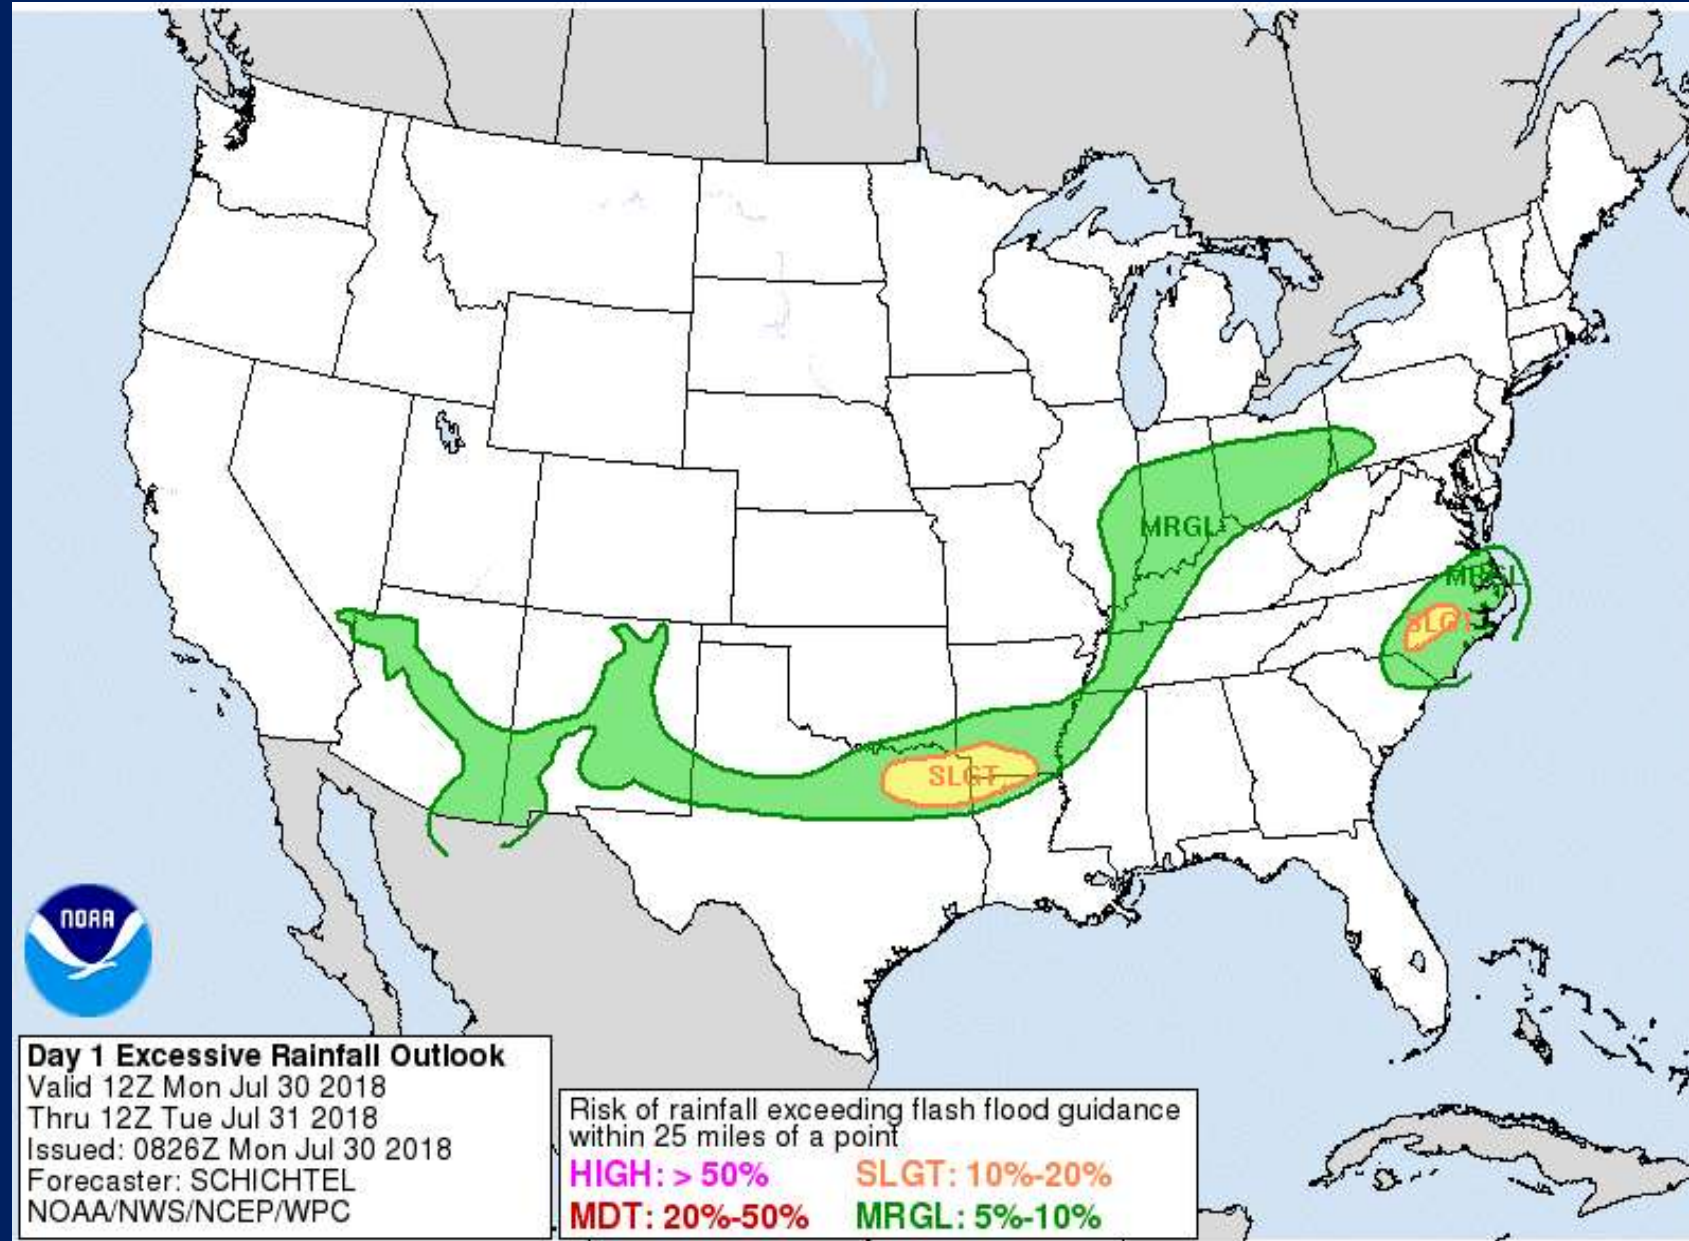 MRGL
MRGL
SLGT
SLGT
NOAA
Day 1 Excessive Rainfall Outlook
Valid 12Z Mon Jul 30 2018
Thru 12Z Tue Jul 31 2018
Issued: 0826Z Mon Jul 30 2018
Forecaster: SCHICHTEL
NOAA/NWS/NCEP/WPC
Risk of rainfall exceeding flash flood guidance
within 25 miles of a point
HIGH: > 50% SLGT: 10%-20%
MDT: 20%-50% MRGL: 5%-10%